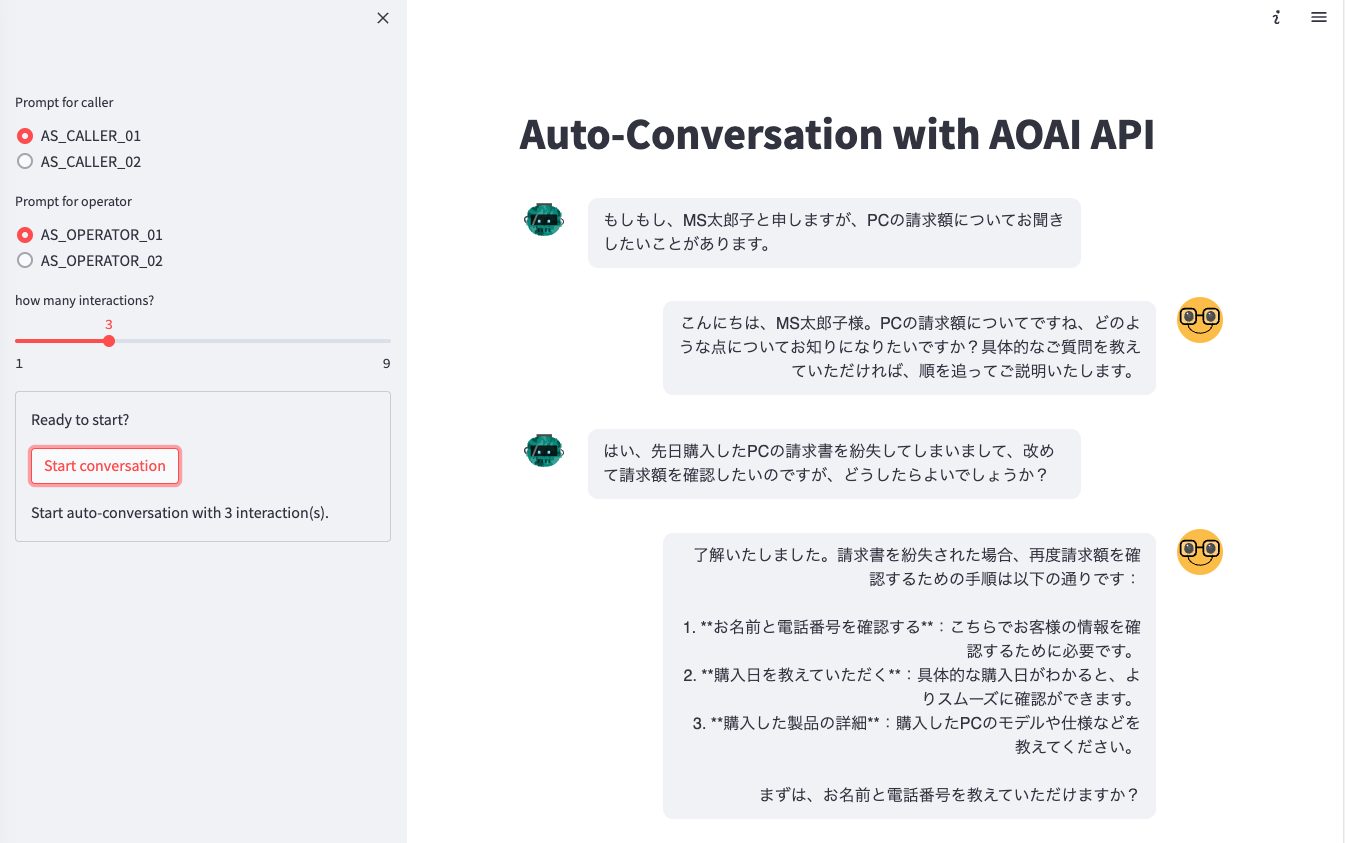 Prompt for caller
AS_CALLER_01
AS_CALLER_02
Prompt for operator
AS_OPERATOR_01
AS_OPERATOR_02
how many interactions?
3
1
9
Ready to start?
Start conversation
Start auto-conversation with 3 interaction(s).
Auto-Conversation with AOAI API
もしもし、MS太郎子と申しますが、PCの請求額についてお聞き
したいことがあります。
こんにちは、MS太郎子様。PCの請求額についてですね、どのよ
うな点についてお知りになりたいですか？具体的なご質問を教え
ていただければ、順を追ってご説明いたします。
はい、先日購入したPCの請求書を紛失してしまいまして、改め
て請求額を確認したいのですが、どうしたらよいでしょうか？
了解いたしました。請求書を紛失された場合、再度請求額を確
認するための手順は以下の通りです：
1. **お名前と電話番号を確認する**：こちらでお客様の情報を確
認するために必要です。
2. **購入日を教えていただく**：具体的な購入日がわかると、よ
りスムーズに確認ができます。
3. **購入した製品の詳細**：購入したPCのモデルや仕様などを
教えてください。
まずは、お名前と電話番号を教えていただけますか？